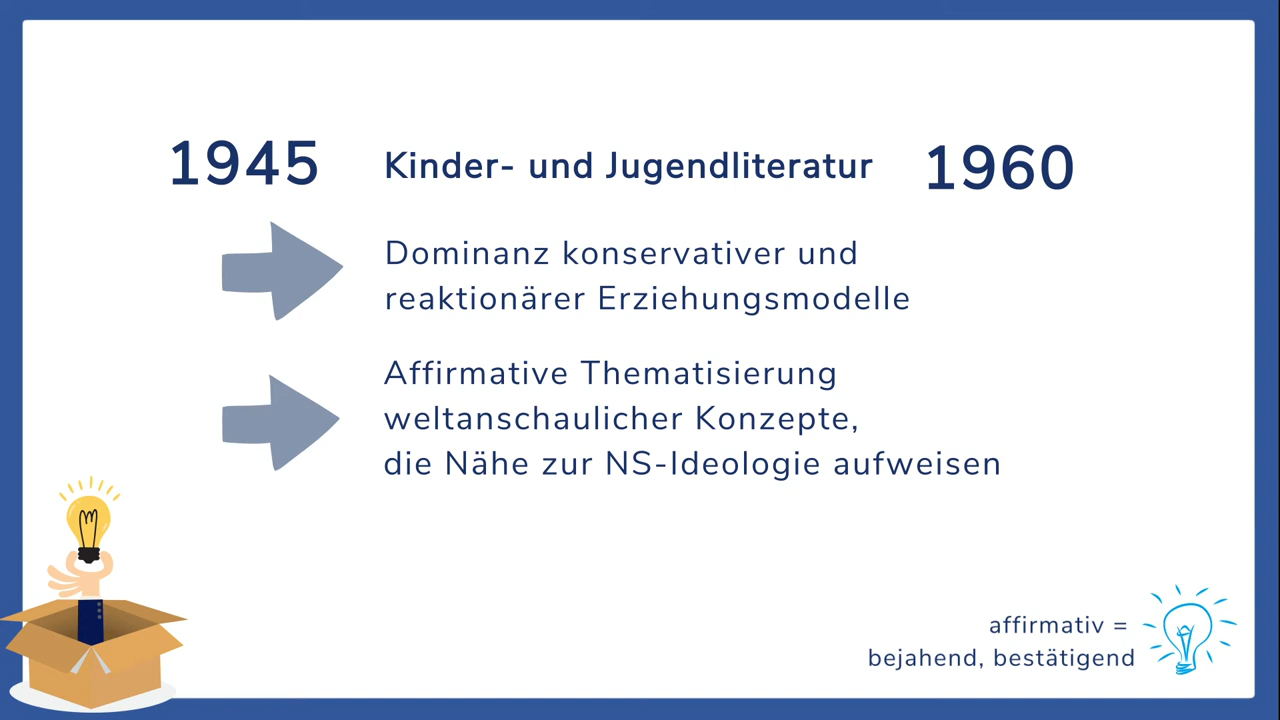 1945 Kinder- und Jugendliteratur 1960
Dominanz konservativer und
reaktionärer Erziehungsmodelle
Affirmative Thematisierung
weltanschaulicher Konzepte,
die Nähe zur NS-Ideologie aufweisen
affirmativ =
bejahend, bestätigend